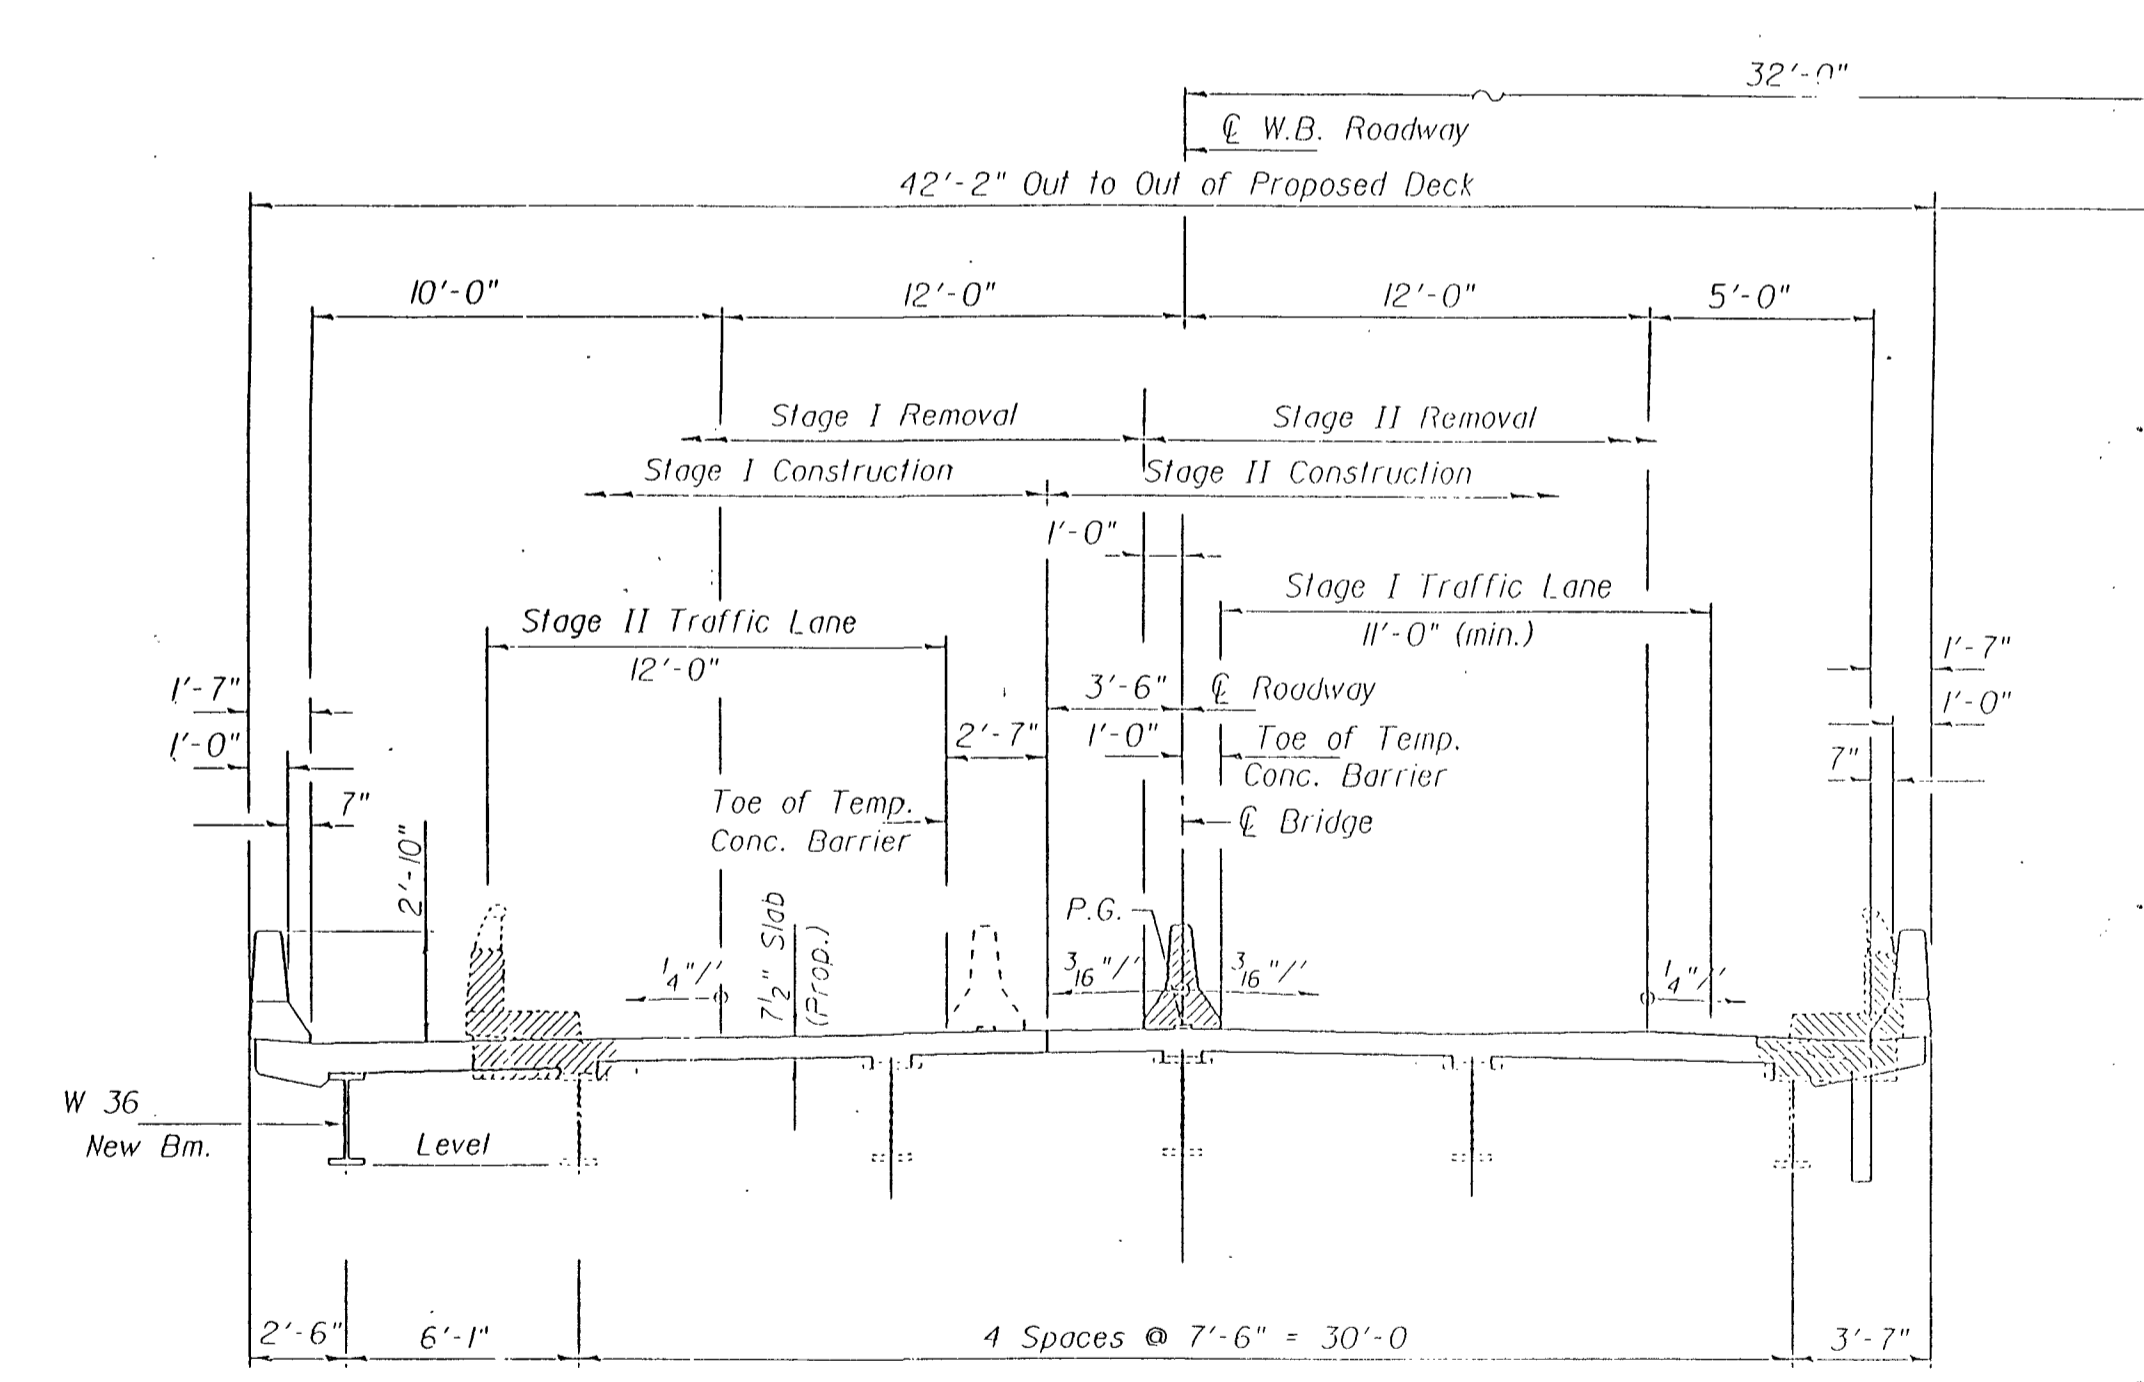 32'-0"
℄ W.B. Roadway
42'-2" Out to Out of Proposed Deck
10'-0"
12'-0"
12'-0"
5'-0"
Stage I Removal
Stage II Removal
Stage I Construction
Stage II Construction
1'-0"
Stage I Traffic Lane
11'-0" (min.)
Stage II Traffic Lane
12'-0"
1'-7"
1'-0"
7"
1'-7"
1'-0"
7"
3'-6"
℄ Roadway
2'-7"
1'-0"
Toe of Temp.
Conc. Barrier
Toe of Temp.
Conc. Barrier
℄ Bridge
2'-10"
7½" Slab
(Prop.)
P.G.
1/4"/'
3/16"/'
3/16"/'
1/4"/'
W 36
New Bm.
Level
2'-6"
6'-1"
4 Spaces @ 7'-6" = 30'-0
3'-7"